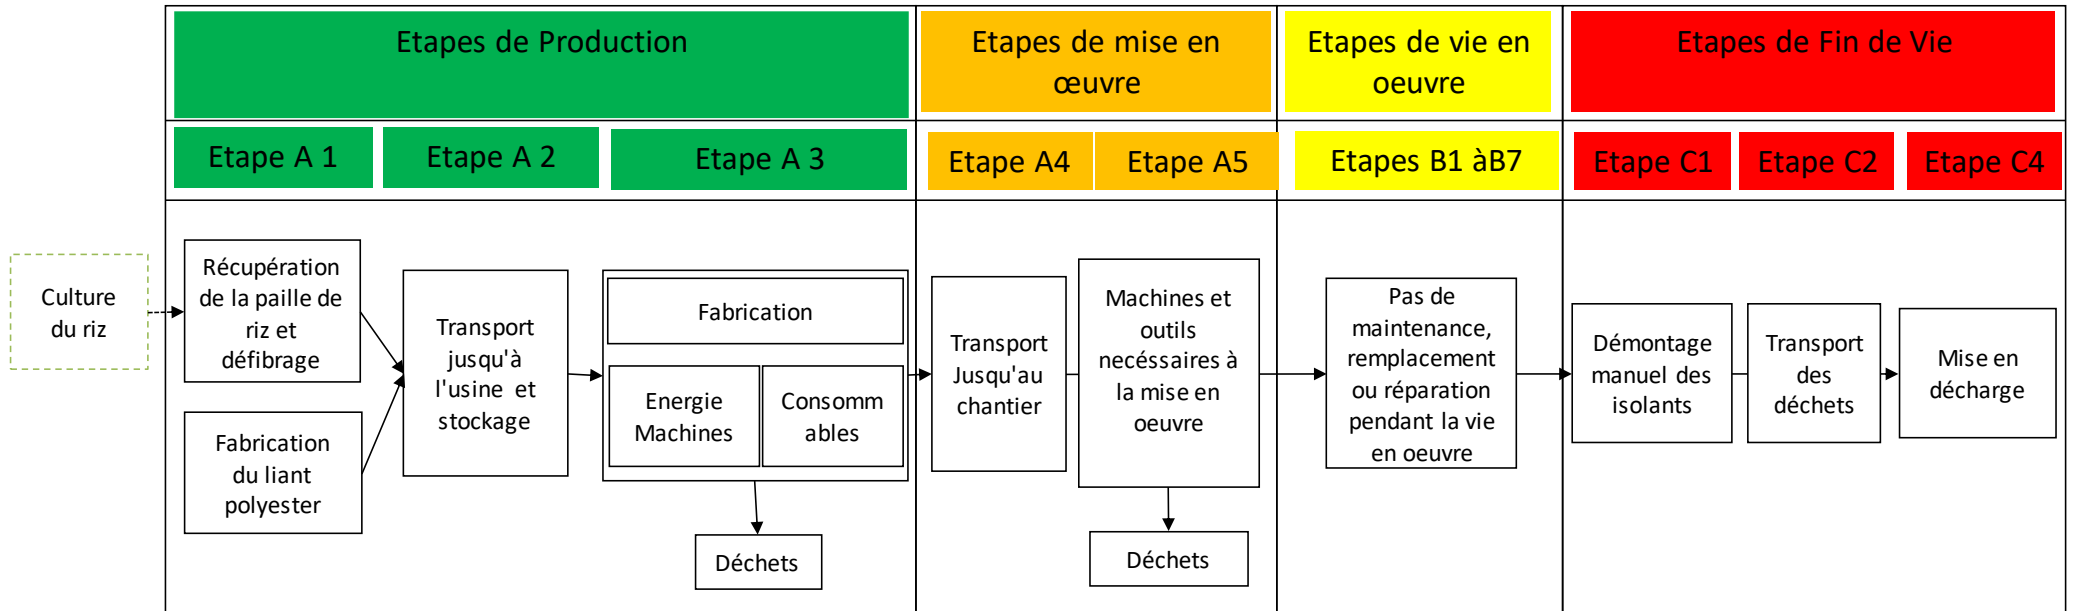 Etapes de Production
Etapes de mise en
œuvre
Etapes de vie en
oeuvre
Etapes de Fin de Vie
Etape A 1
Etape A 2
Etape A 3
Etape A4
Etape A5
Etapes B1 àB7
Etape C1
Etape C2
Etape C4
Culture
du riz
Récupération
de la paille de
riz et
défibrage
Fabrication
du liant
polyester
Transport
jusqu'à
l'usine et
stockage
Fabrication
Energie
Machines
Consomm
ables
Déchets
Transport
Jusqu'au
chantier
Machines et
outils
necéssaires à
la mise en
oeuvre
Déchets
Pas de
maintenance,
remplacement
ou réparation
pendant la vie
en oeuvre
Démontage
manuel des
isolants
Transport
des
déchets
Mise en
décharge